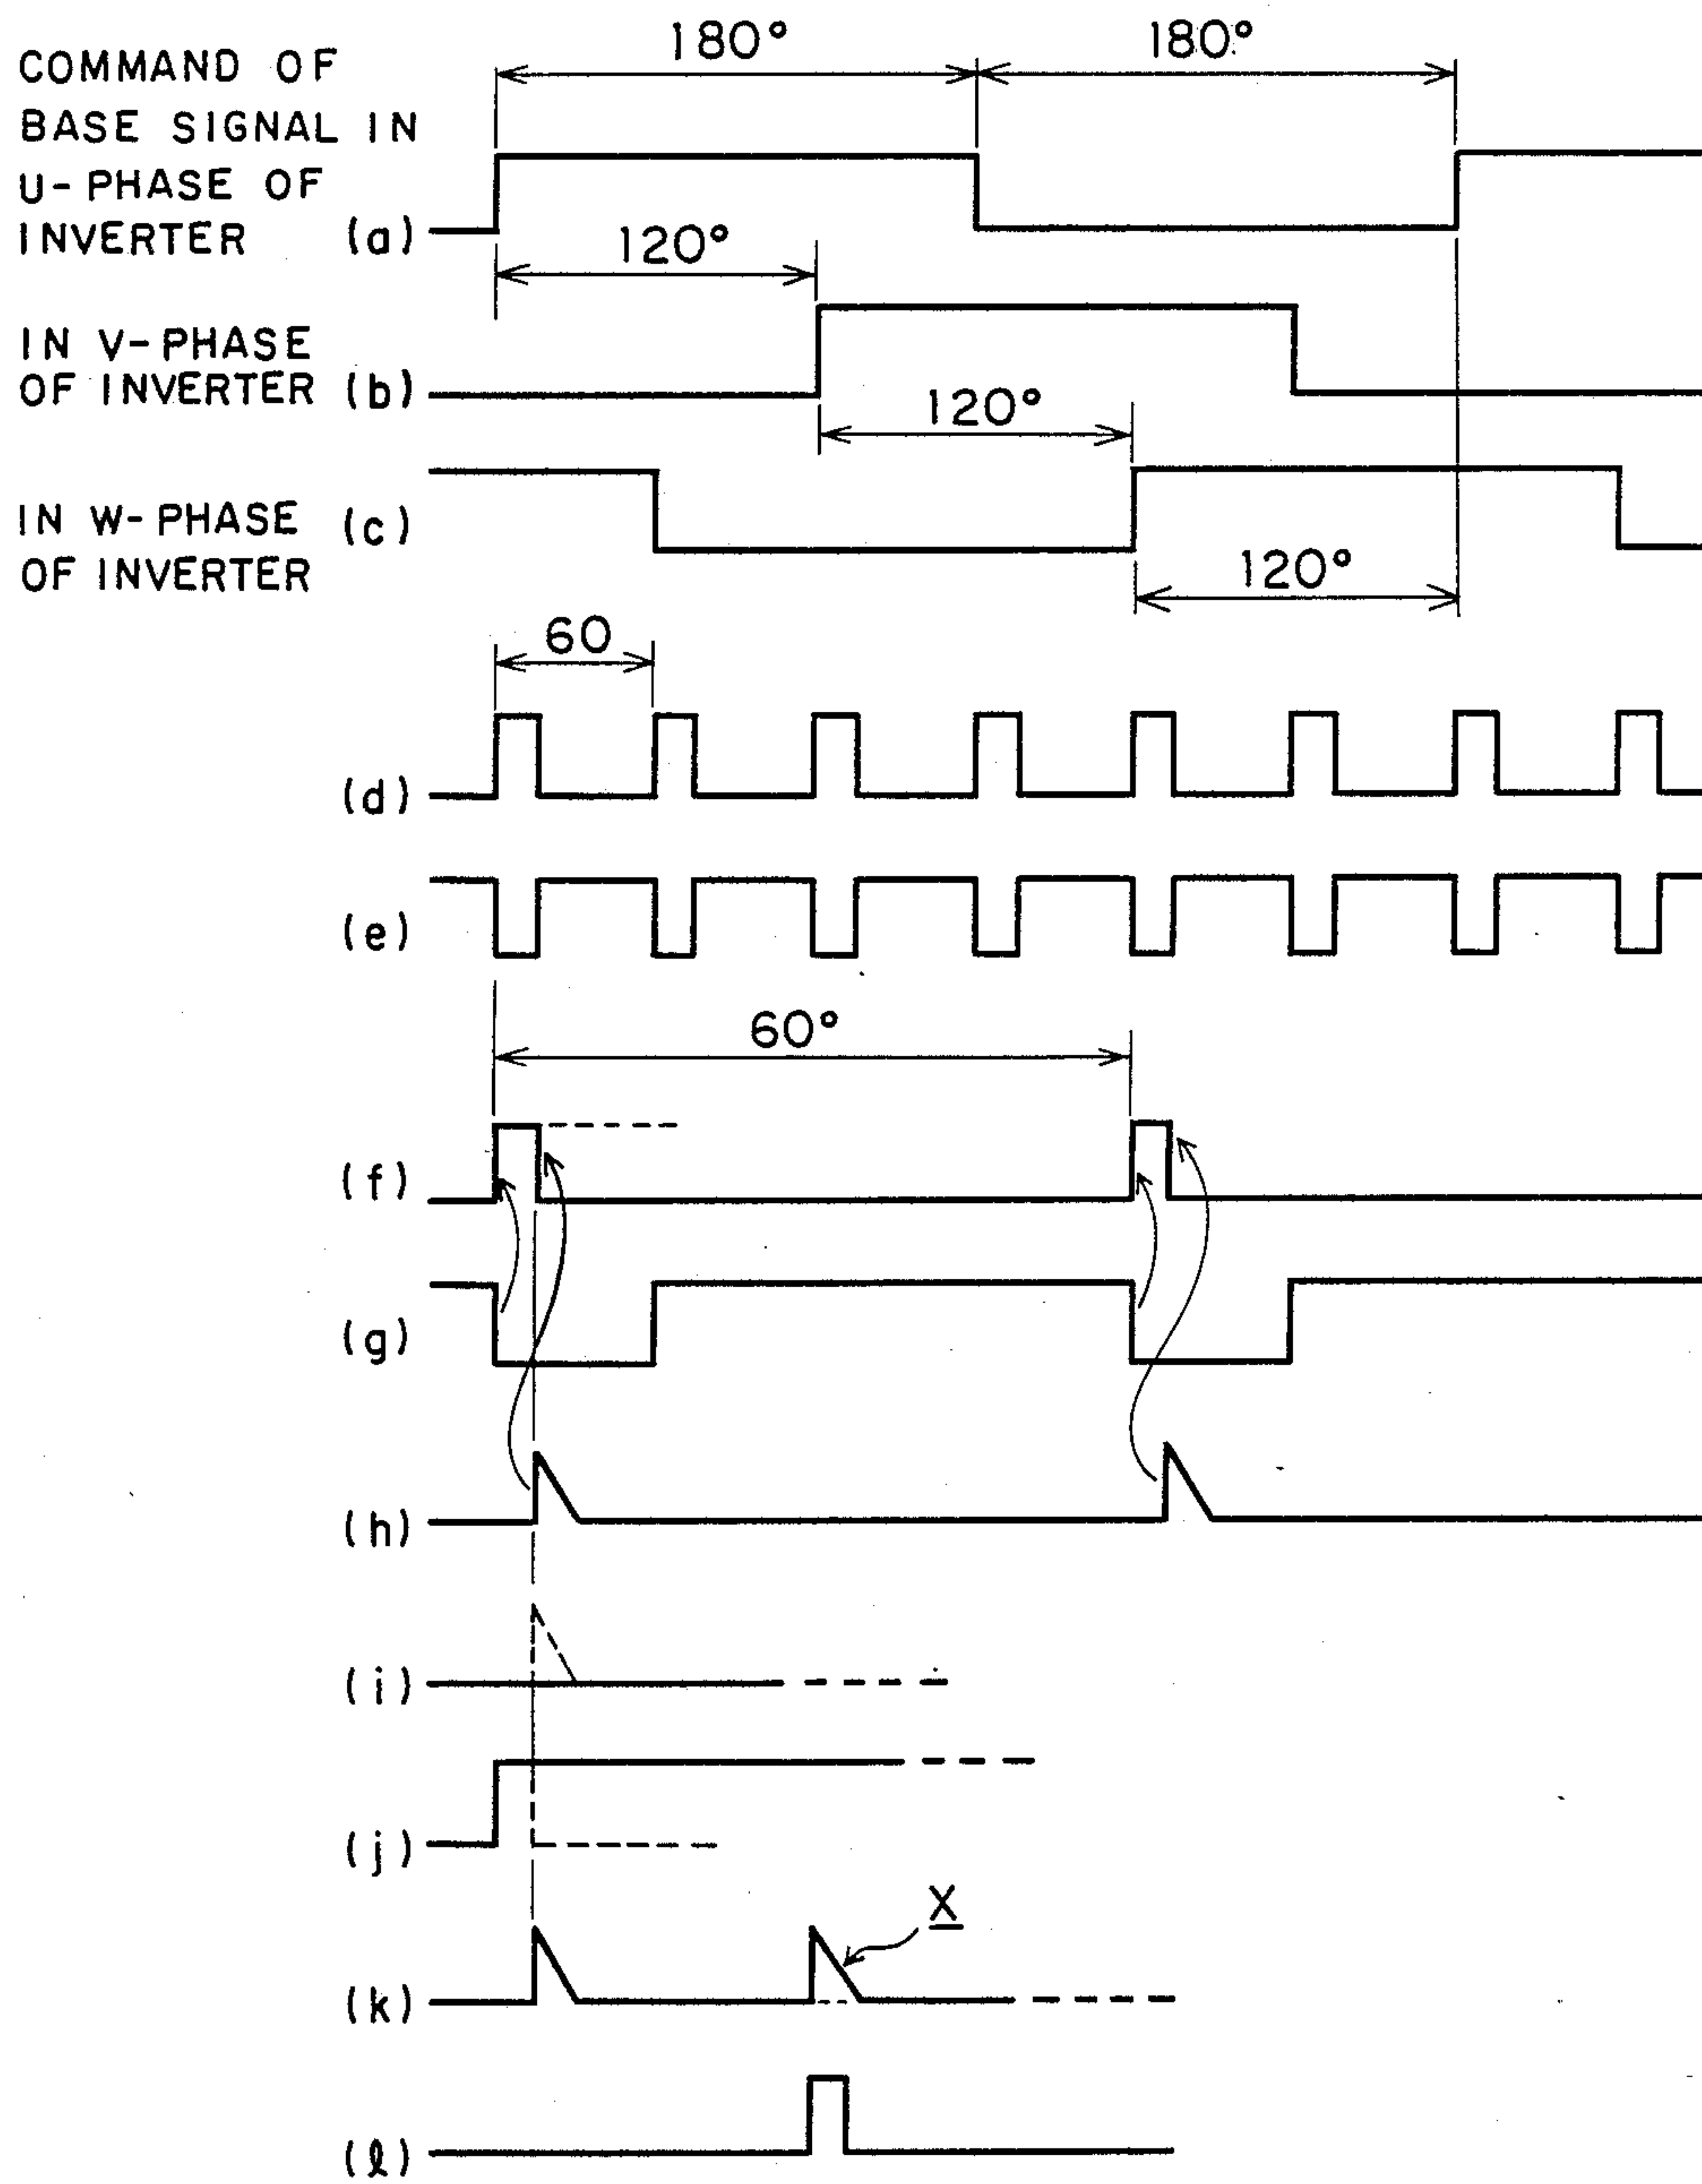 180°
180°
COMMAND OF
BASE SIGNAL IN
U-PHASE OF
INVERTER (a)
120°
IN V-PHASE
OF INVERTER (b)
120°
IN W-PHASE (c)
OF INVERTER
120°
60
(d)
(e)
60°
(f)
(g)
(h)
(i)
(j)
X
(k)
(ℓ)